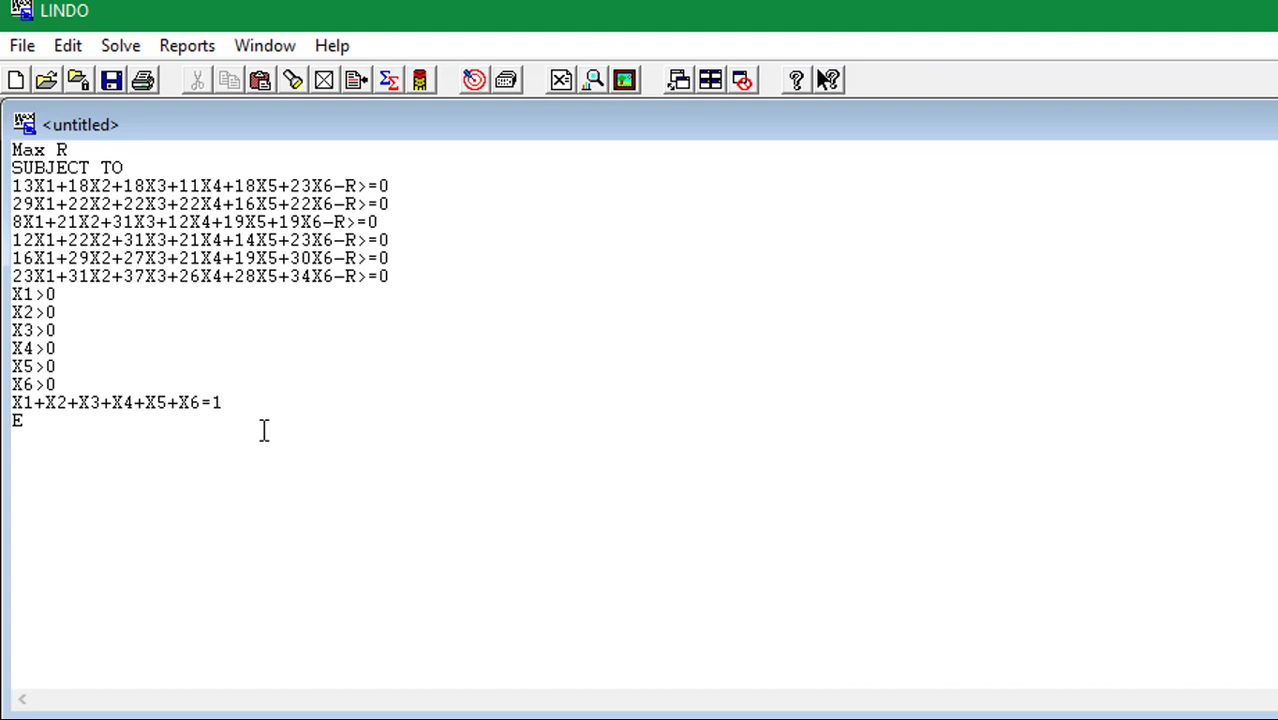 LINDO
File Edit Solve Reports Window Help
<untitled>
Max R
SUBJECT TO
13X1+18X2+18X3+11X4+18X5+23X6-R>=0
29X1+22X2+22X3+22X4+16X5+22X6-R>=0
8X1+21X2+31X3+12X4+19X5+19X6-R>=0
12X1+22X2+31X3+21X4+14X5+23X6-R>=0
16X1+29X2+27X3+21X4+19X5+30X6-R>=0
23X1+31X2+37X3+26X4+28X5+34X6-R>=0
X1>0
X2>0
X3>0
X4>0
X5>0
X6>0
X1+X2+X3+X4+X5+X6=1
E